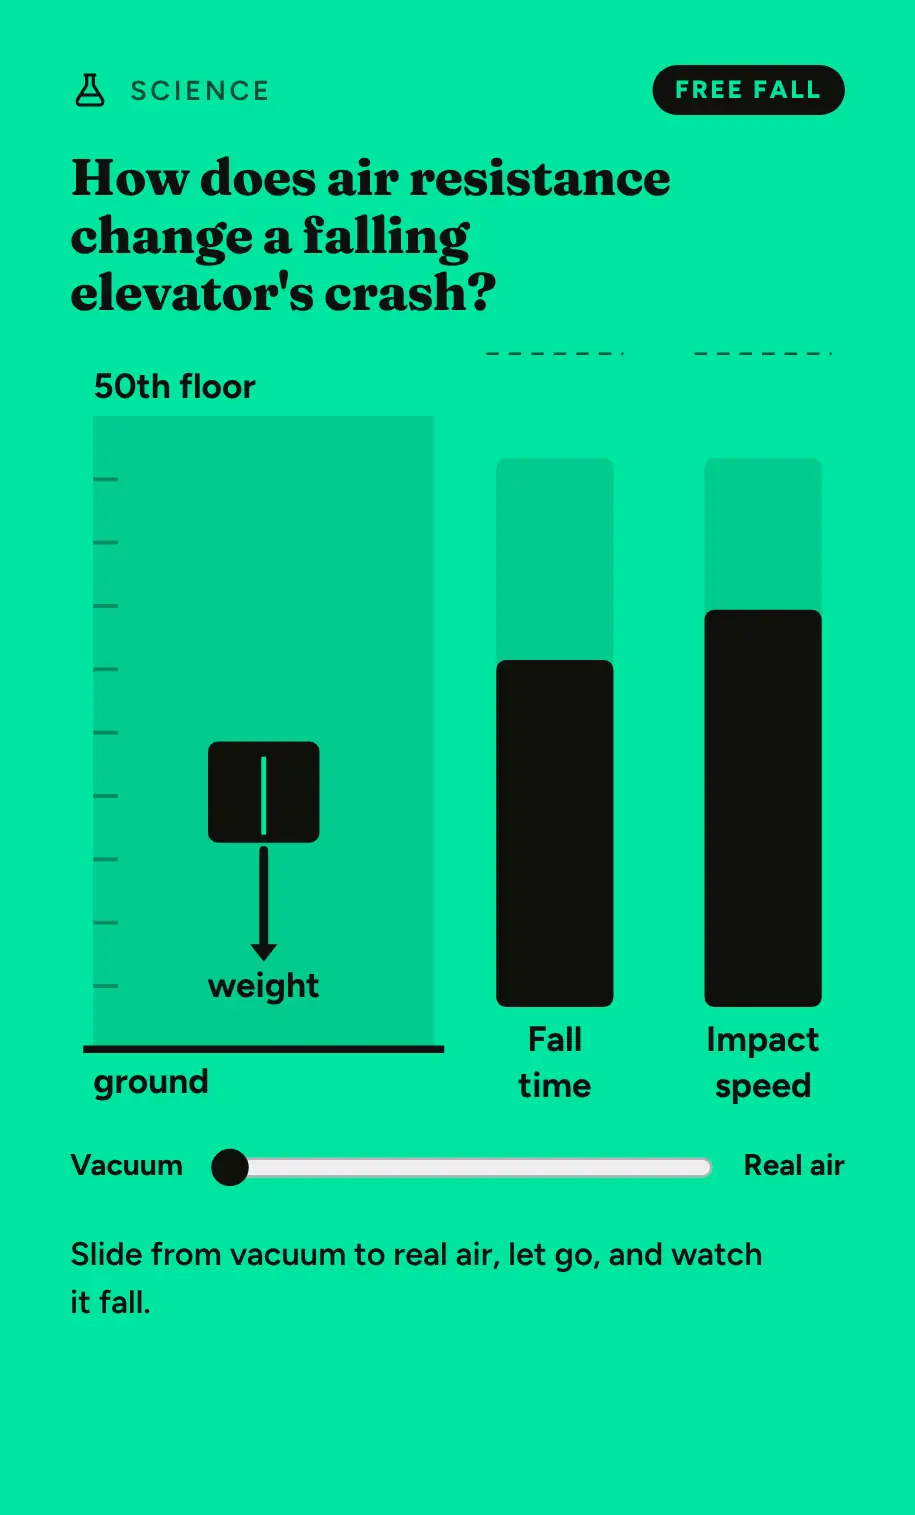 SCIENCE
FREE FALL
How does air resistance
change a falling
elevator's crash?
50th floor
weight
ground
Fall
time
Impact
speed
Vacuum
Real air
Slide from vacuum to real air, let go, and watch
it fall.